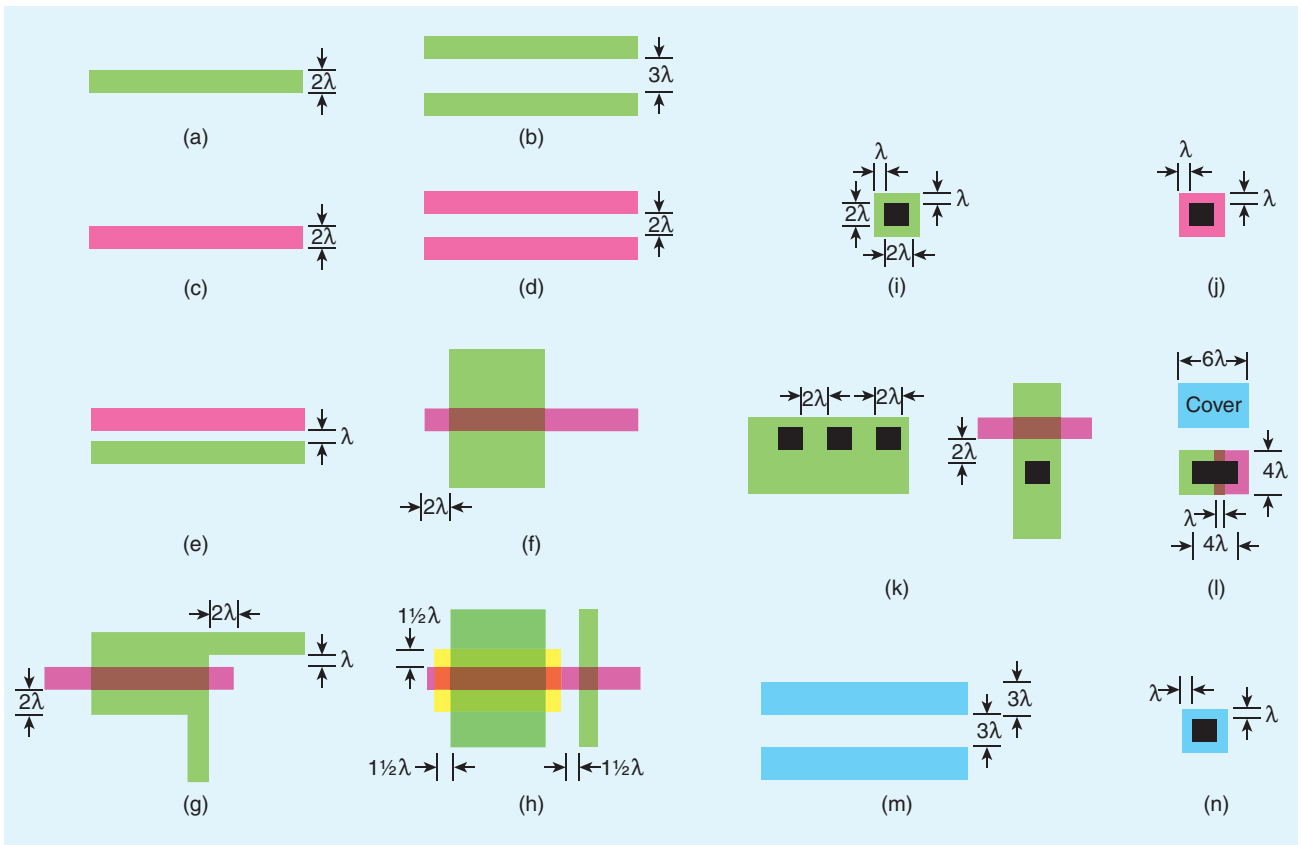 2λ
(a)
3λ
(b)
2λ
(c)
2λ
(d)
λ
2λ
λ
2λ
(i)
λ
λ
(j)
λ
(e)
2λ
(f)
2λ
2λ
2λ
(k)
6λ
Cover
4λ
λ
4λ
(l)
2λ
λ
2λ
(g)
1½λ
1½λ
1½λ
(h)
3λ
3λ
(m)
λ
λ
(n)